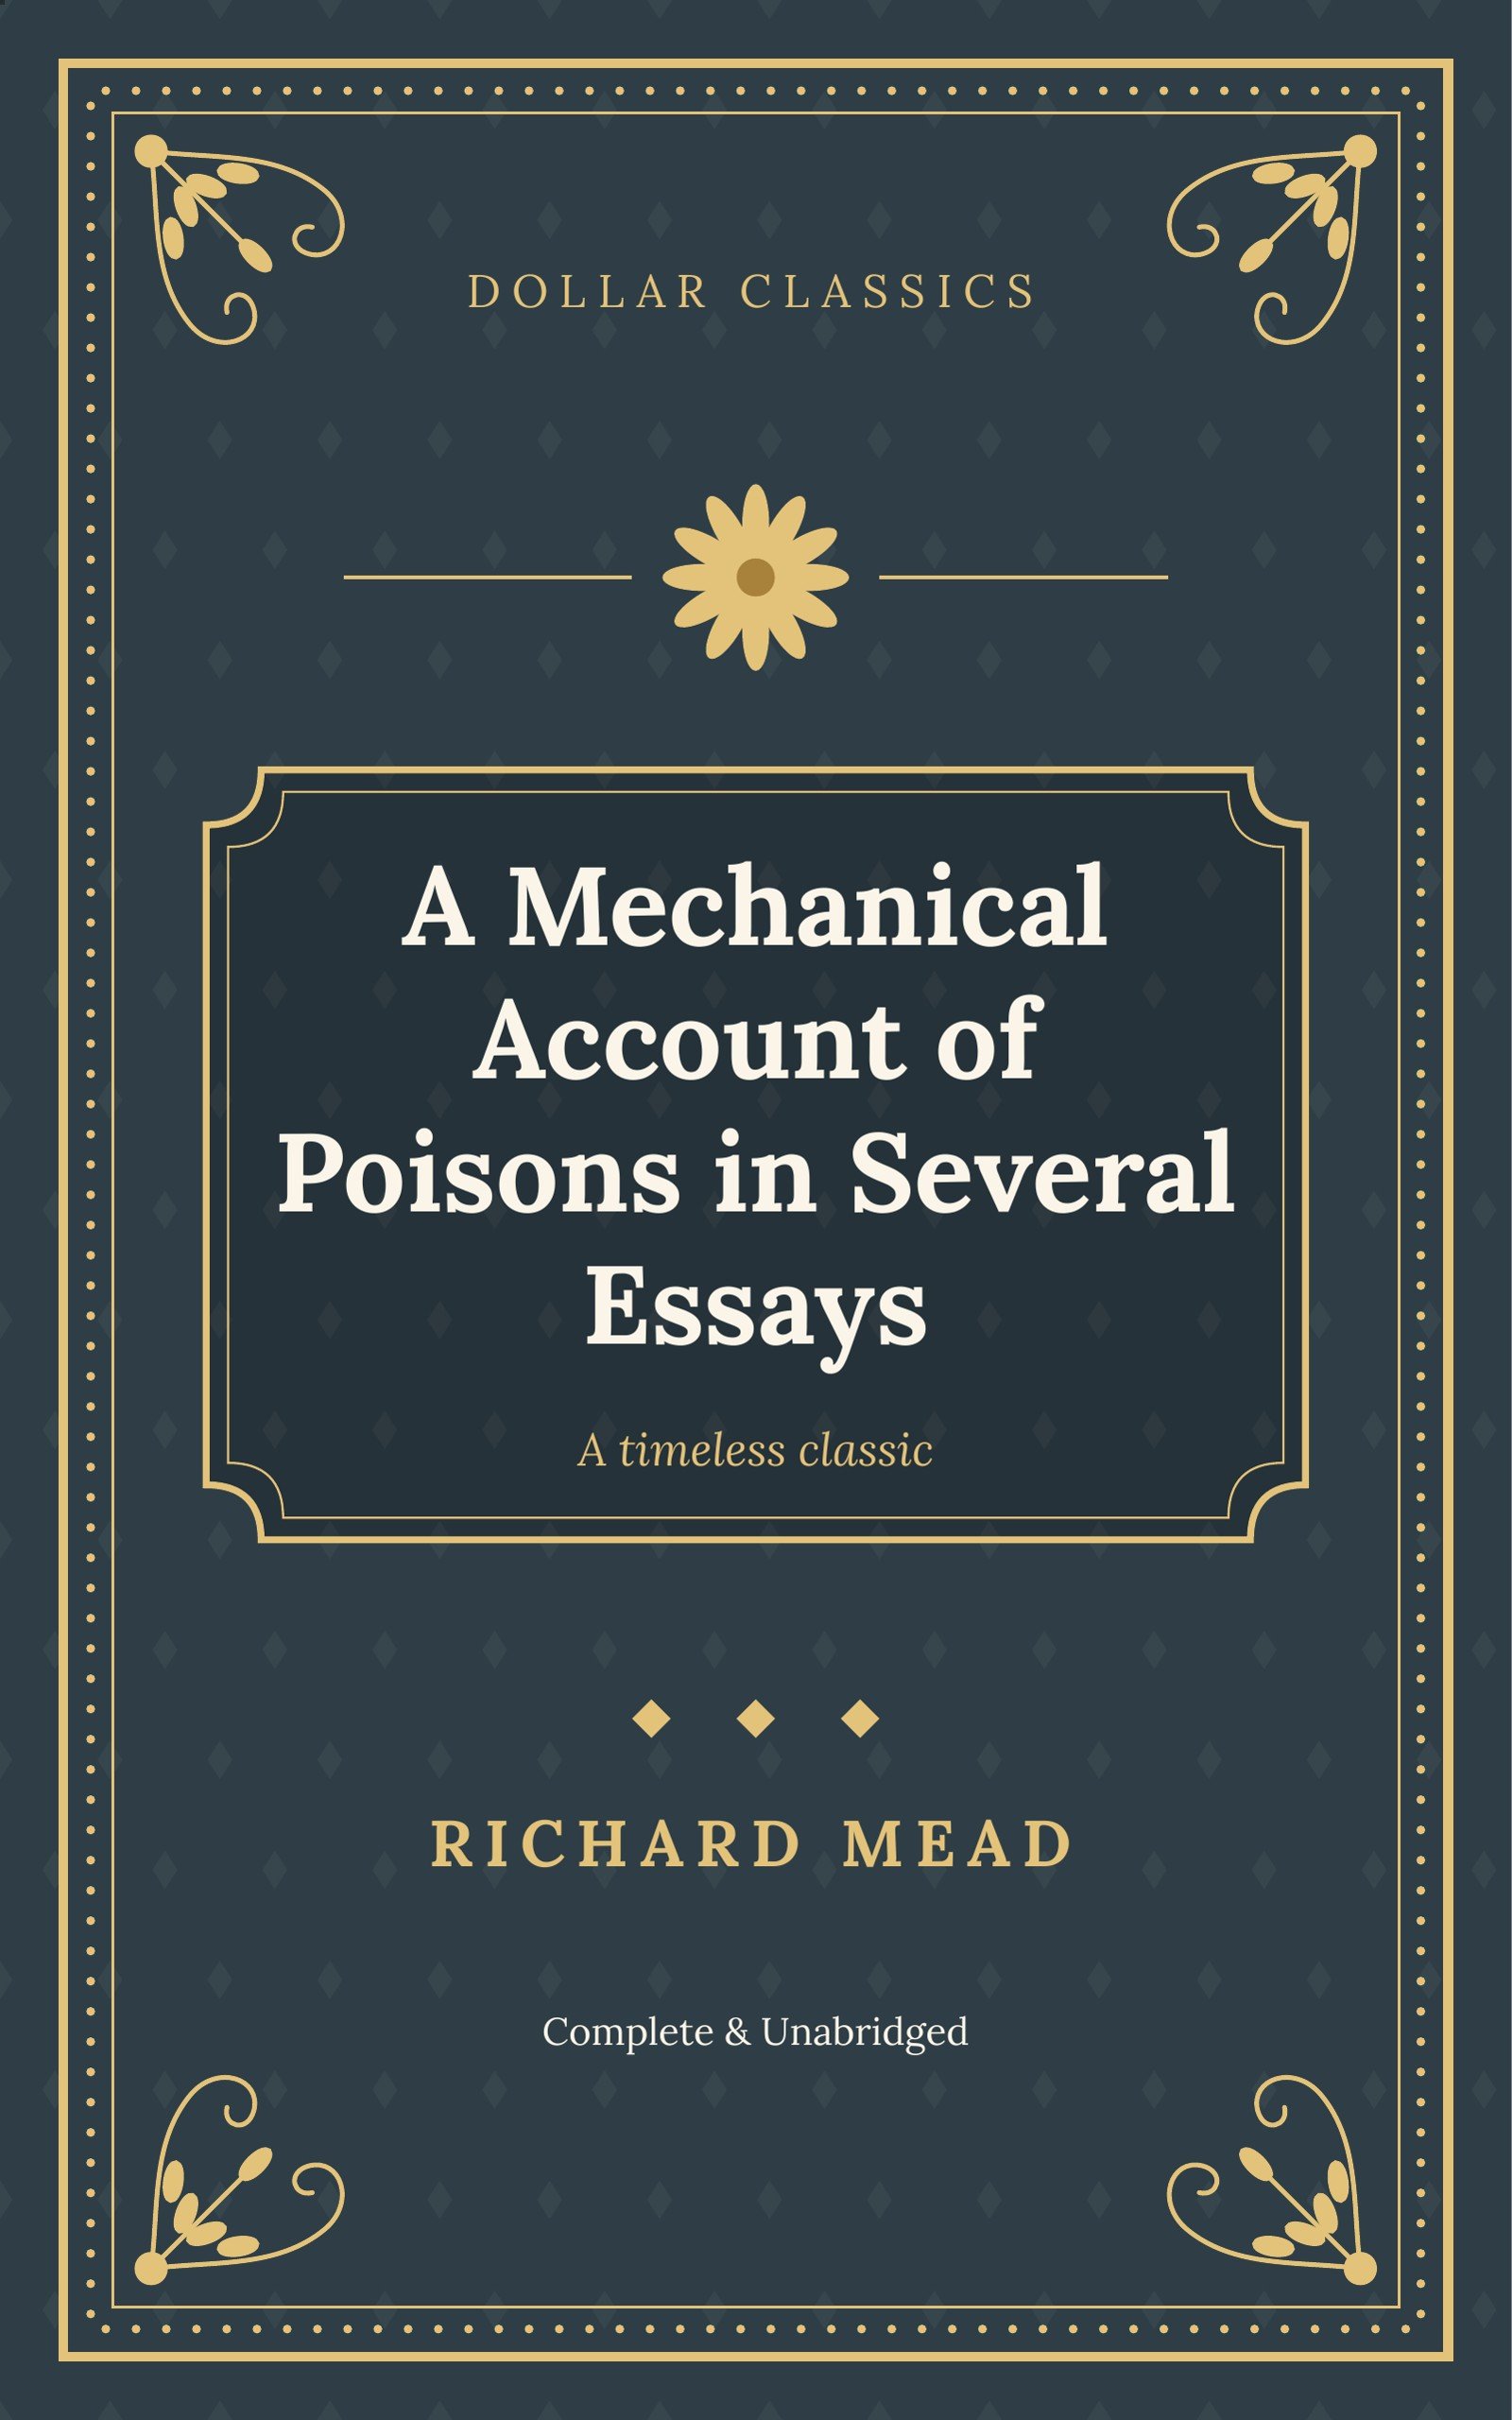 DOLLAR CLASSICS
A Mechanical
Account of
Poisons in Several
Essays
A timeless classic
RICHARD MEAD
Complete & Unabridged